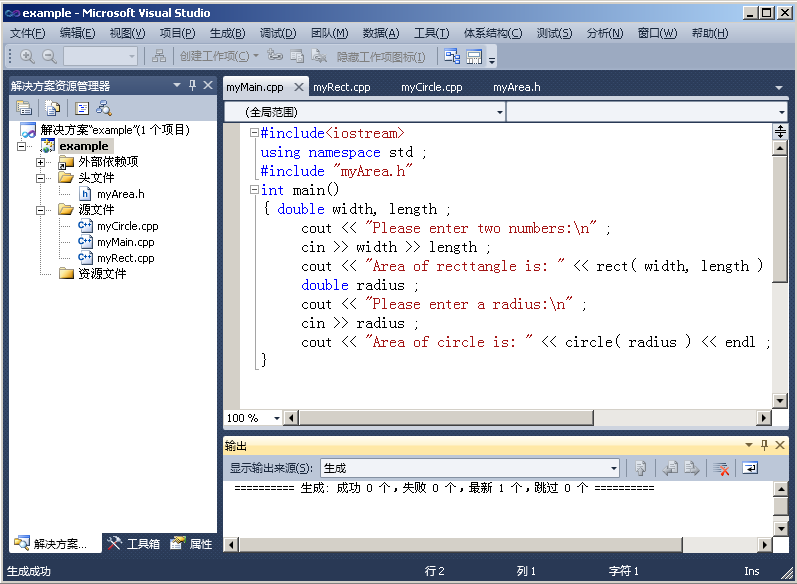 example - Microsoft Visual Studio
文件(F) 编辑(E) 视图(V) 项目(P) 生成(B) 调试(D) 团队(M) 数据(A) 工具(T) 体系结构(C) 测试(S) 分析(N) 窗口(W) 帮助(H)
创建工作项(C) 隐藏工作项图标(I)
解决方案资源管理器
解决方案"example"(1 个项目)
example
外部依赖项
头文件
myArea.h
源文件
myCircle.cpp
myMain.cpp
myRect.cpp
资源文件
解决方案... 工具箱 属性
myMain.cpp myRect.cpp myCircle.cpp myArea.h
(全局范围)
#include<iostream>
using namespace std ;
#include "myArea.h"
int main()
{ double width, length ;
cout << "Please enter two numbers:\n" ;
cin >> width >> length ;
cout << "Area of recttangle is: " << rect( width, length )
double radius ;
cout << "Please enter a radius:\n" ;
cin >> radius ;
cout << "Area of circle is: " << circle( radius ) << endl ;
}
100 %
输出
显示输出来源(S): 生成
========== 生成: 成功 0 个，失败 0 个，最新 1 个，跳过 0 个 ==========
生成成功 行 2 列 1 字符 1 Ins